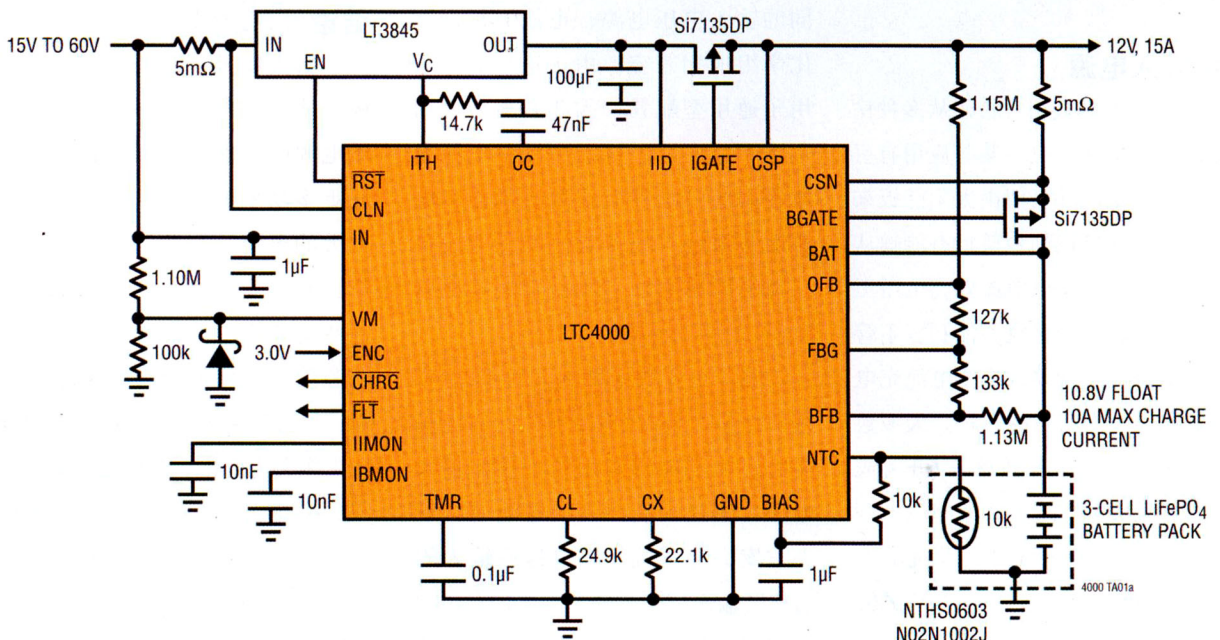 Si7135DP
15V TO 60V
5mΩ
IN
LT3845
OUT
EN
VC
100µF
14.7k
47nF
12V, 15A
1.15M
5mΩ
ITH
CC
IID
IGATE
CSP
RST
CLN
IN
1µF
1.10M
VM
100k
3.0V
ENC
CHRG
FLT
IIMON
10nF
IBMON
10nF
LTC4000
CSN
BGATE
Si7135DP
BAT
OFB
127k
FBG
133k
BFB
1.13M
10.8V FLOAT
10A MAX CHARGE
CURRENT
NTC
TMR
CL
CX
GND
BIAS
10k
10k
3-CELL LiFePO4
BATTERY PACK
0.1µF
24.9k
22.1k
1µF
4000 TA01a
NTHS0603
N02N1002J